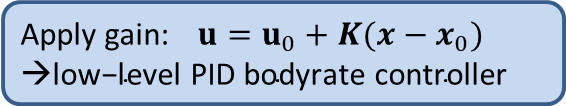 Apply gain: 𝐮 = 𝐮₀ + 𝑲(𝒙 − 𝒙₀)
→low−level PID bodyrate controller